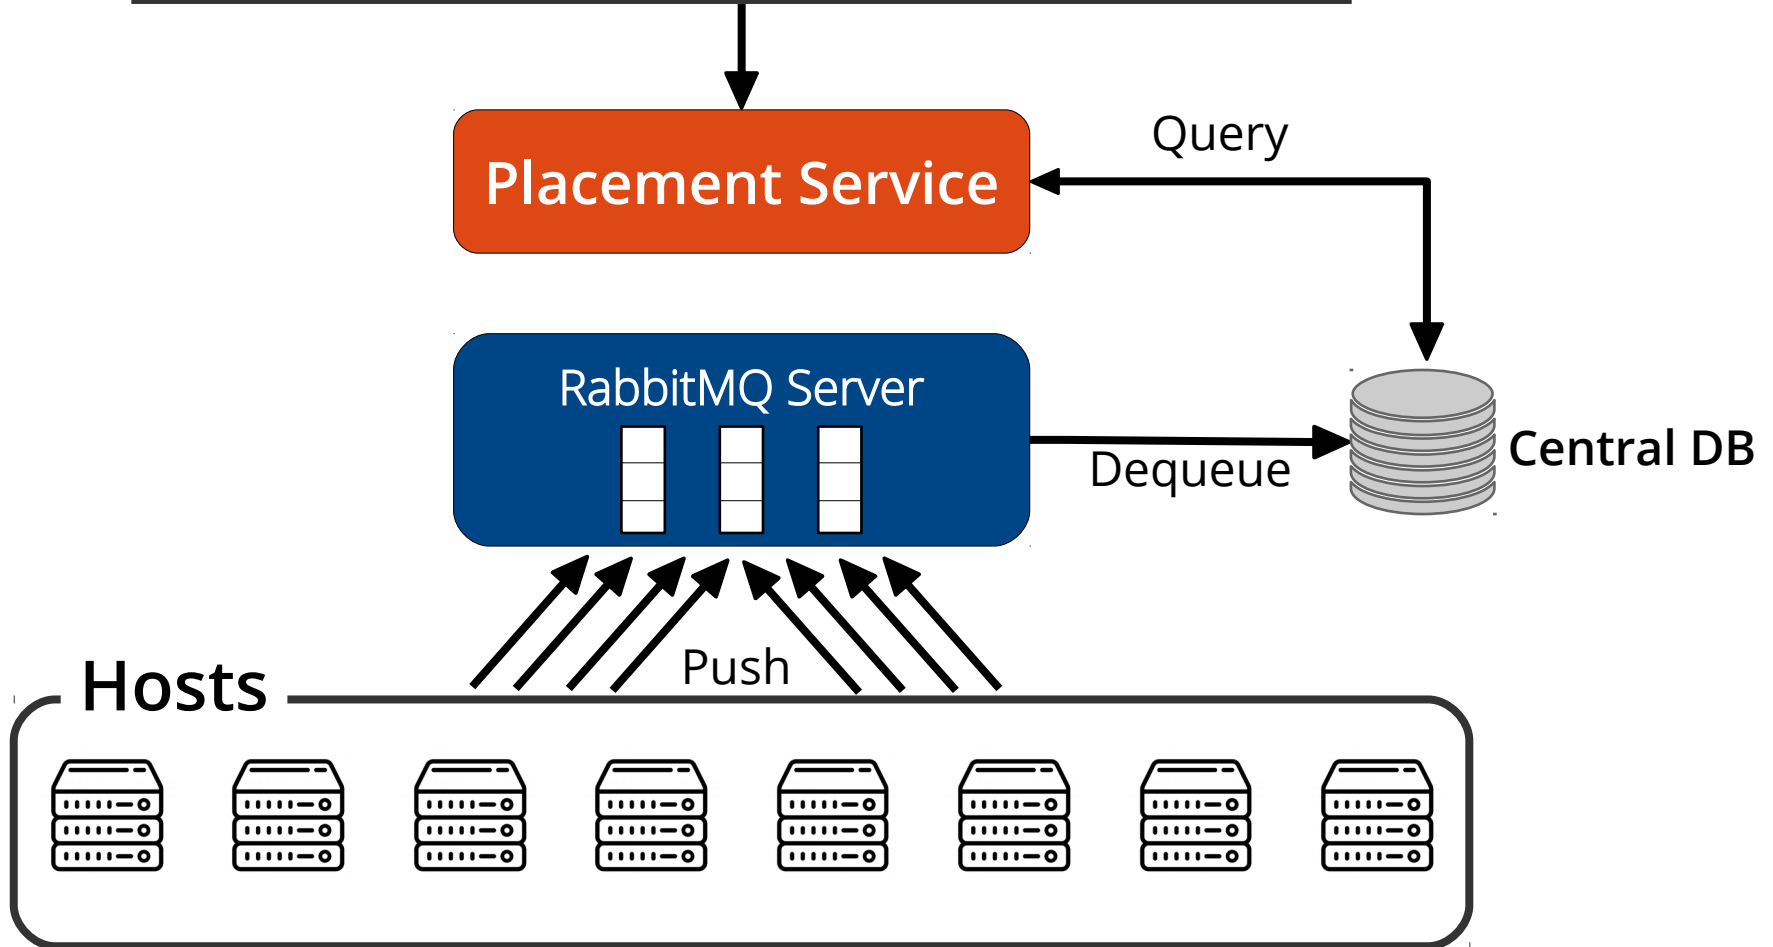 Query
Placement Service
RabbitMQ Server
Dequeue
Central DB
Push
Hosts